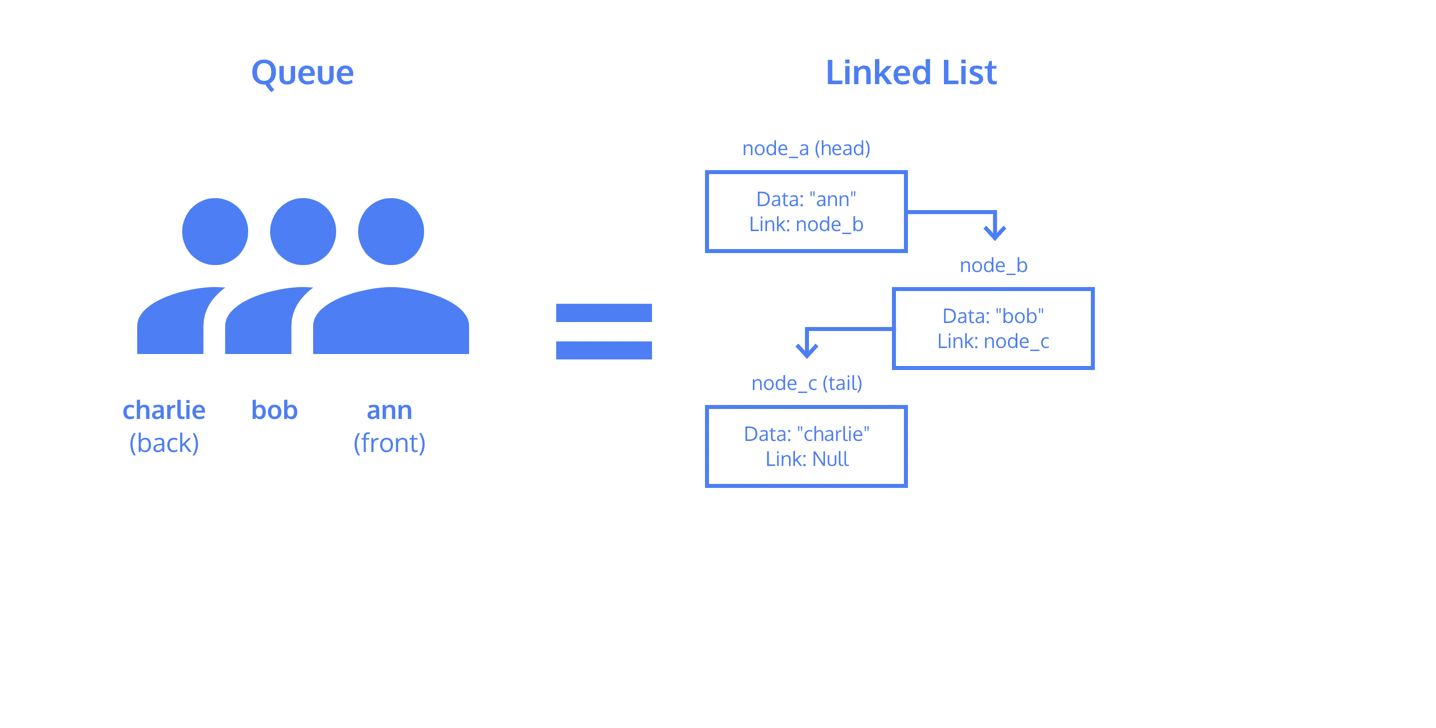 Queue
charlie
(back)
bob
ann
(front)
Linked List
node_a (head)
Data: "ann"
Link: node_b
node_b
Data: "bob"
Link: node_c
node_c (tail)
Data: "charlie"
Link: Null